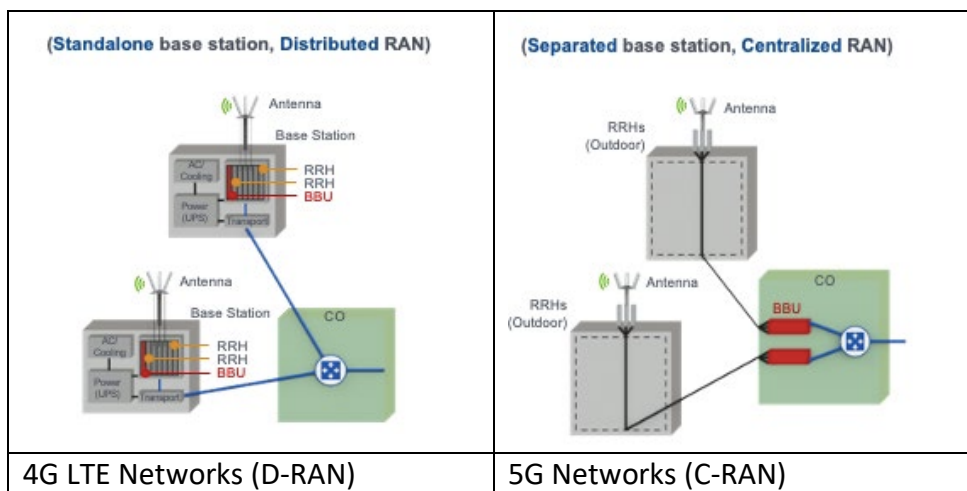 (Standalone base station, Distributed RAN)
Antenna
Base Station
AC/
Cooling
RRH
RRH
BBU
Power
(UPS)
Transport
Antenna
Base Station
AC/
Cooling
RRH
RRH
BBU
Power
(UPS)
Transport
CO
4G LTE Networks (D-RAN)
(Separated base station, Centralized RAN)
Antenna
RRHs
(Outdoor)
Antenna
RRHs
(Outdoor)
CO
BBU
5G Networks (C-RAN)